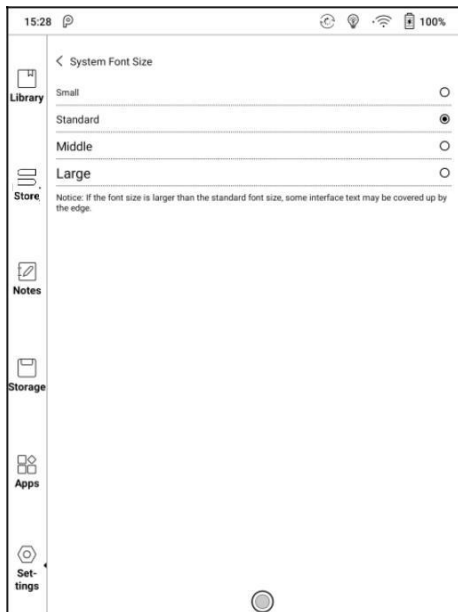 15:28
100%
System Font Size
Library
Small
Standard
Middle
Large
Notice: If the font size is larger than the standard font size, some interface text may be covered up by
the edge.
Store
Notes
Storage
Apps
Set-
tings